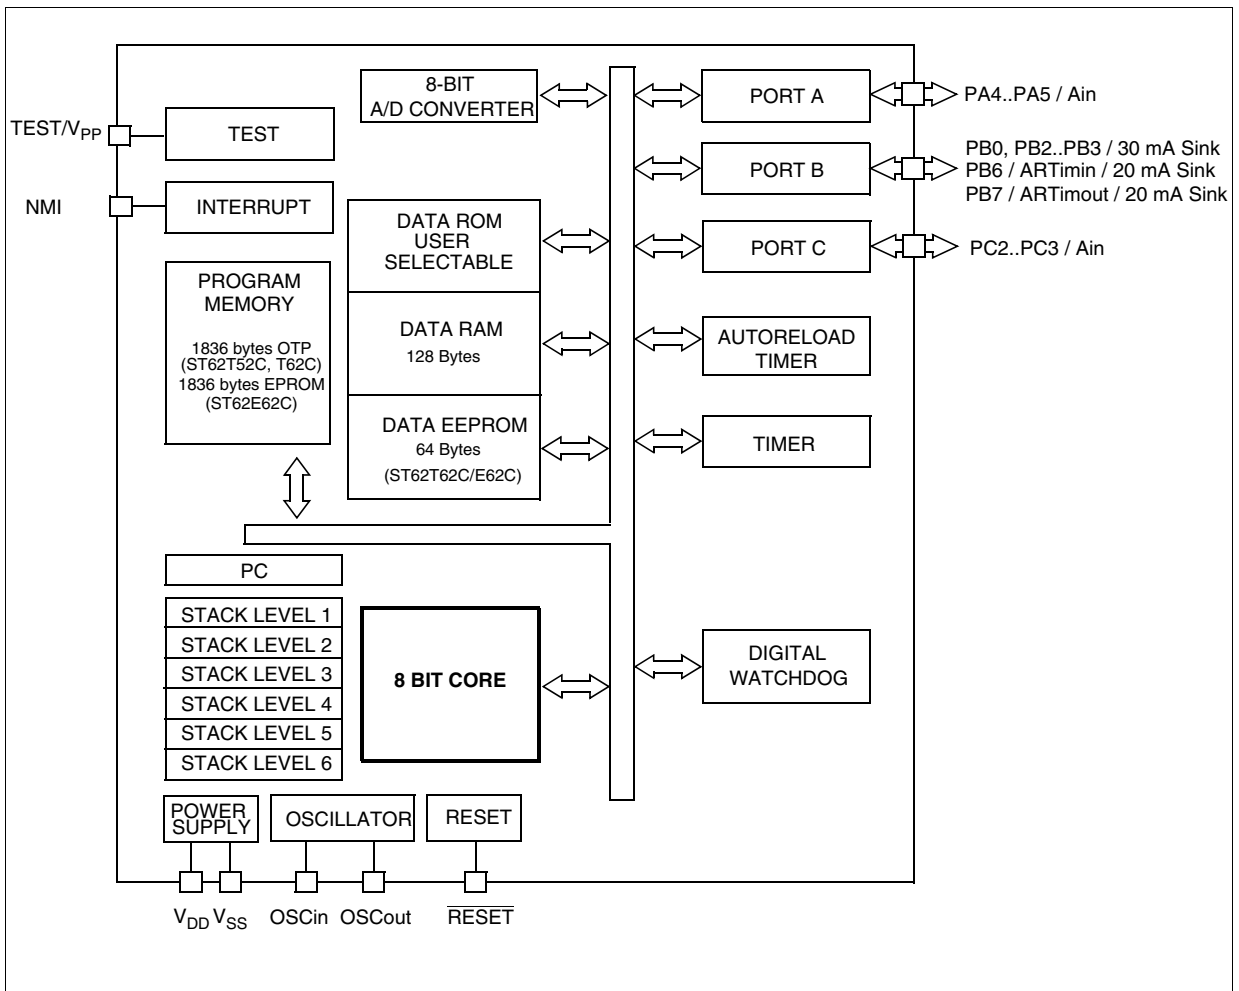 8-BIT
A/D CONVERTER
PORT A
PA4..PA5 / Ain
TEST/VPP
TEST
PORT B
PB0, PB2..PB3 / 30 mA Sink
PB6 / ARTimin / 20 mA Sink
PB7 / ARTimout / 20 mA Sink
NMI
INTERRUPT
DATA ROM
USER
SELECTABLE
PORT C
PC2..PC3 / Ain
PROGRAM
MEMORY
1836 bytes OTP
(ST62T52C, T62C)
1836 bytes EPROM
(ST62E62C)
DATA RAM
128 Bytes
AUTORELOAD
TIMER
DATA EEPROM
64 Bytes
(ST62T62C/E62C)
TIMER
PC
STACK LEVEL 1
STACK LEVEL 2
STACK LEVEL 3
STACK LEVEL 4
STACK LEVEL 5
STACK LEVEL 6
8 BIT CORE
DIGITAL
WATCHDOG
POWER
SUPPLY
OSCILLATOR
RESET
VDD VSS OSCin OSCout RESET